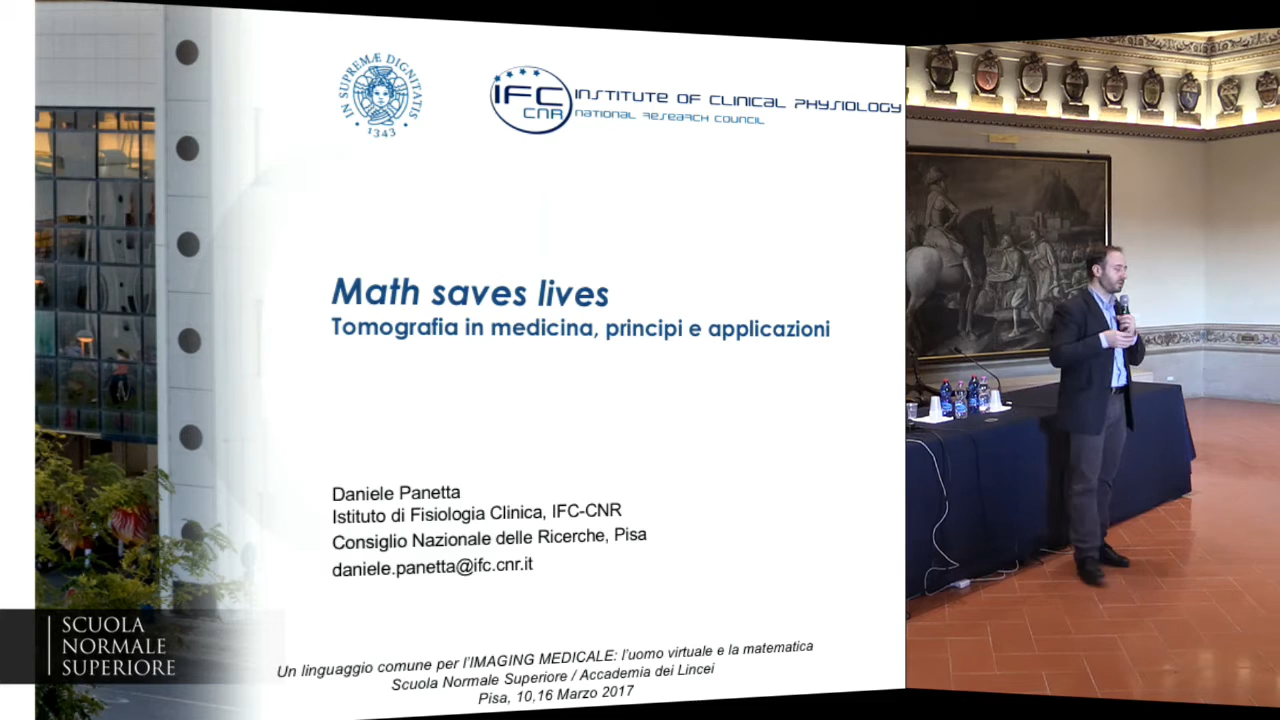 IN SUPREMÆ DIGNITATIS
• 1343 •
IFC
CNR
INSTITUTE OF CLINICAL PHYSIOLOGY
NATIONAL RESEARCH COUNCIL
Math saves lives
Tomografia in medicina, principi e applicazioni
Daniele Panetta
Istituto di Fisiologia Clinica, IFC-CNR
Consiglio Nazionale delle Ricerche, Pisa
daniele.panetta@ifc.cnr.it
Un linguaggio comune per l'IMAGING MEDICALE: l'uomo virtuale e la matematica
Scuola Normale Superiore / Accademia dei Lincei
Pisa, 10,16 Marzo 2017
SCUOLA
NORMALE
SUPERIORE